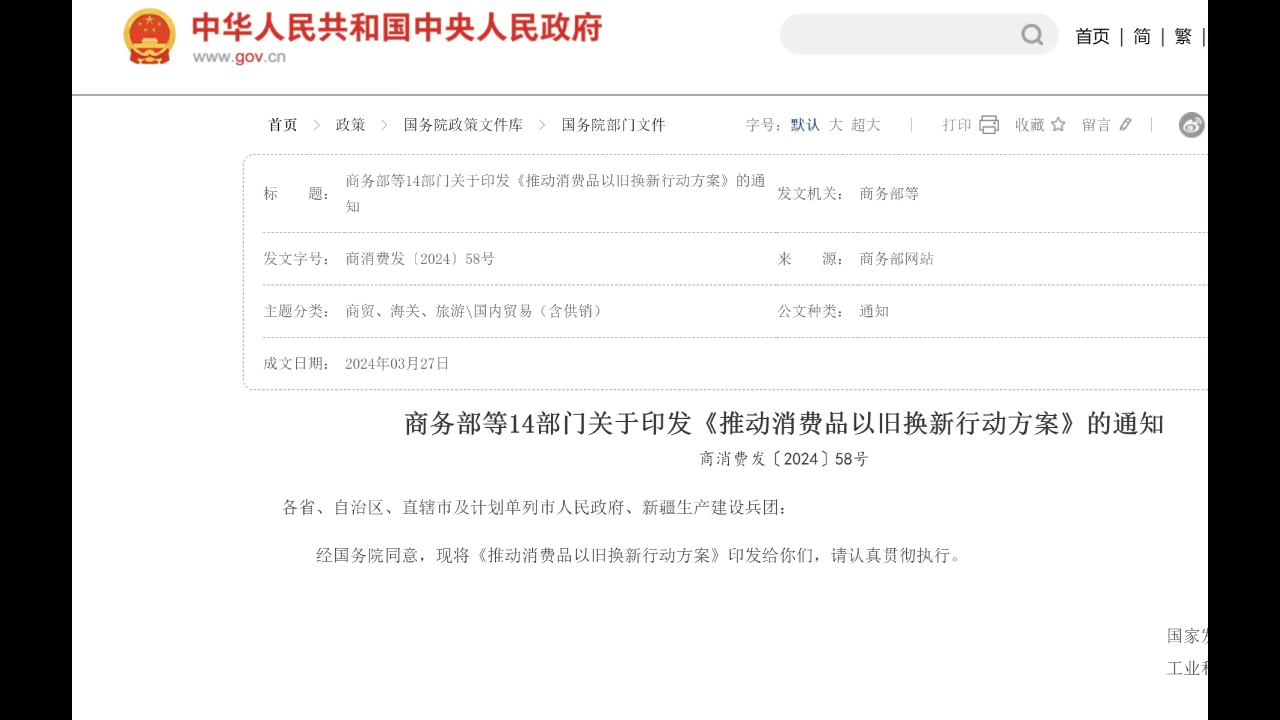 中华人民共和国中央人民政府
www.gov.cn
首页 | 简 | 繁 |
首页 > 政策 > 国务院政策文件库 > 国务院部门文件
字号：默认 大 超大 | 打印 收藏 留言 |
标 题： 商务部等14部门关于印发《推动消费品以旧换新行动方案》的通
知
发文机关： 商务部等
发文字号： 商消费发〔2024〕58号
来 源： 商务部网站
主题分类： 商贸、海关、旅游\国内贸易（含供销）
公文种类： 通知
成文日期： 2024年03月27日
商务部等14部门关于印发《推动消费品以旧换新行动方案》的通知
商消费发〔2024〕58号
各省、自治区、直辖市及计划单列市人民政府、新疆生产建设兵团：
经国务院同意，现将《推动消费品以旧换新行动方案》印发给你们，请认真贯彻执行。
国家发
工业和